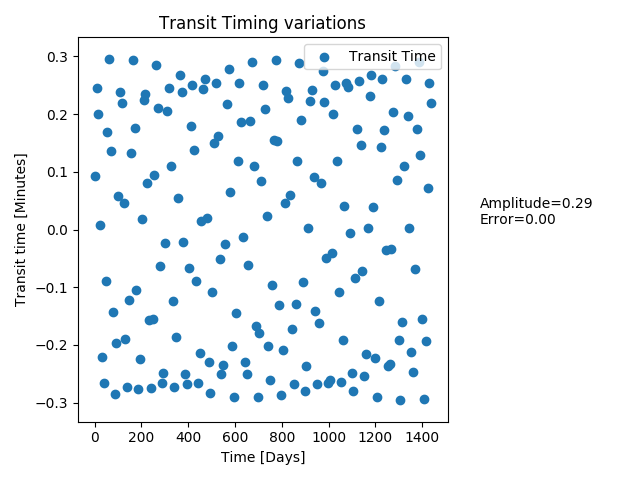 Transit Timing variations
Transit Time
0.3
0.2
0.1
0.0
−0.1
−0.2
−0.3
Transit time [Minutes]
Amplitude=0.29
Error=0.00
0 200 400 600 800 1000 1200 1400
Time [Days]